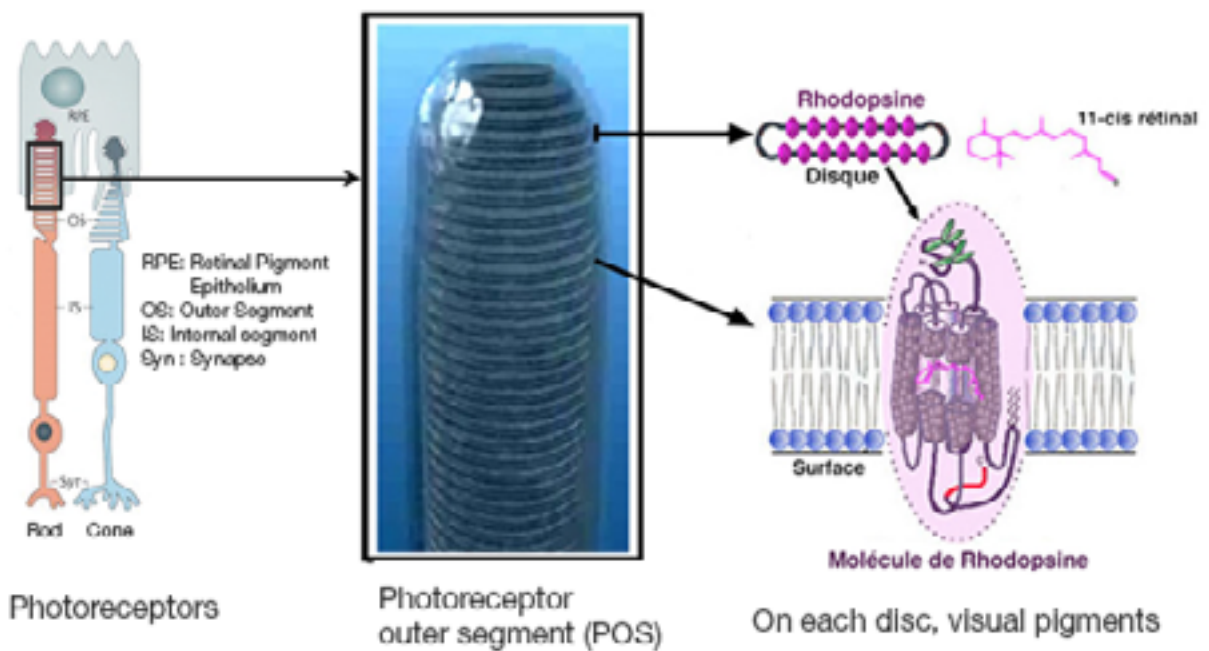 RPE
OS
IS
Syn
Rod
Cone
RPE: Retinal Pigment
Epithelium
OS: Outer Segment
IS: Internal segment
Syn : Synapse
Photoreceptors
Photoreceptor
outer segment (POS)
Rhodopsine
Disque
11-cis rétinal
Surface
Molécule de Rhodopsine
On each disc, visual pigments